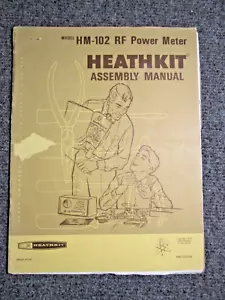 MODEL HM-102 RF Power Meter
HEATHKIT
ASSEMBLY MANUAL
HEATHKIT